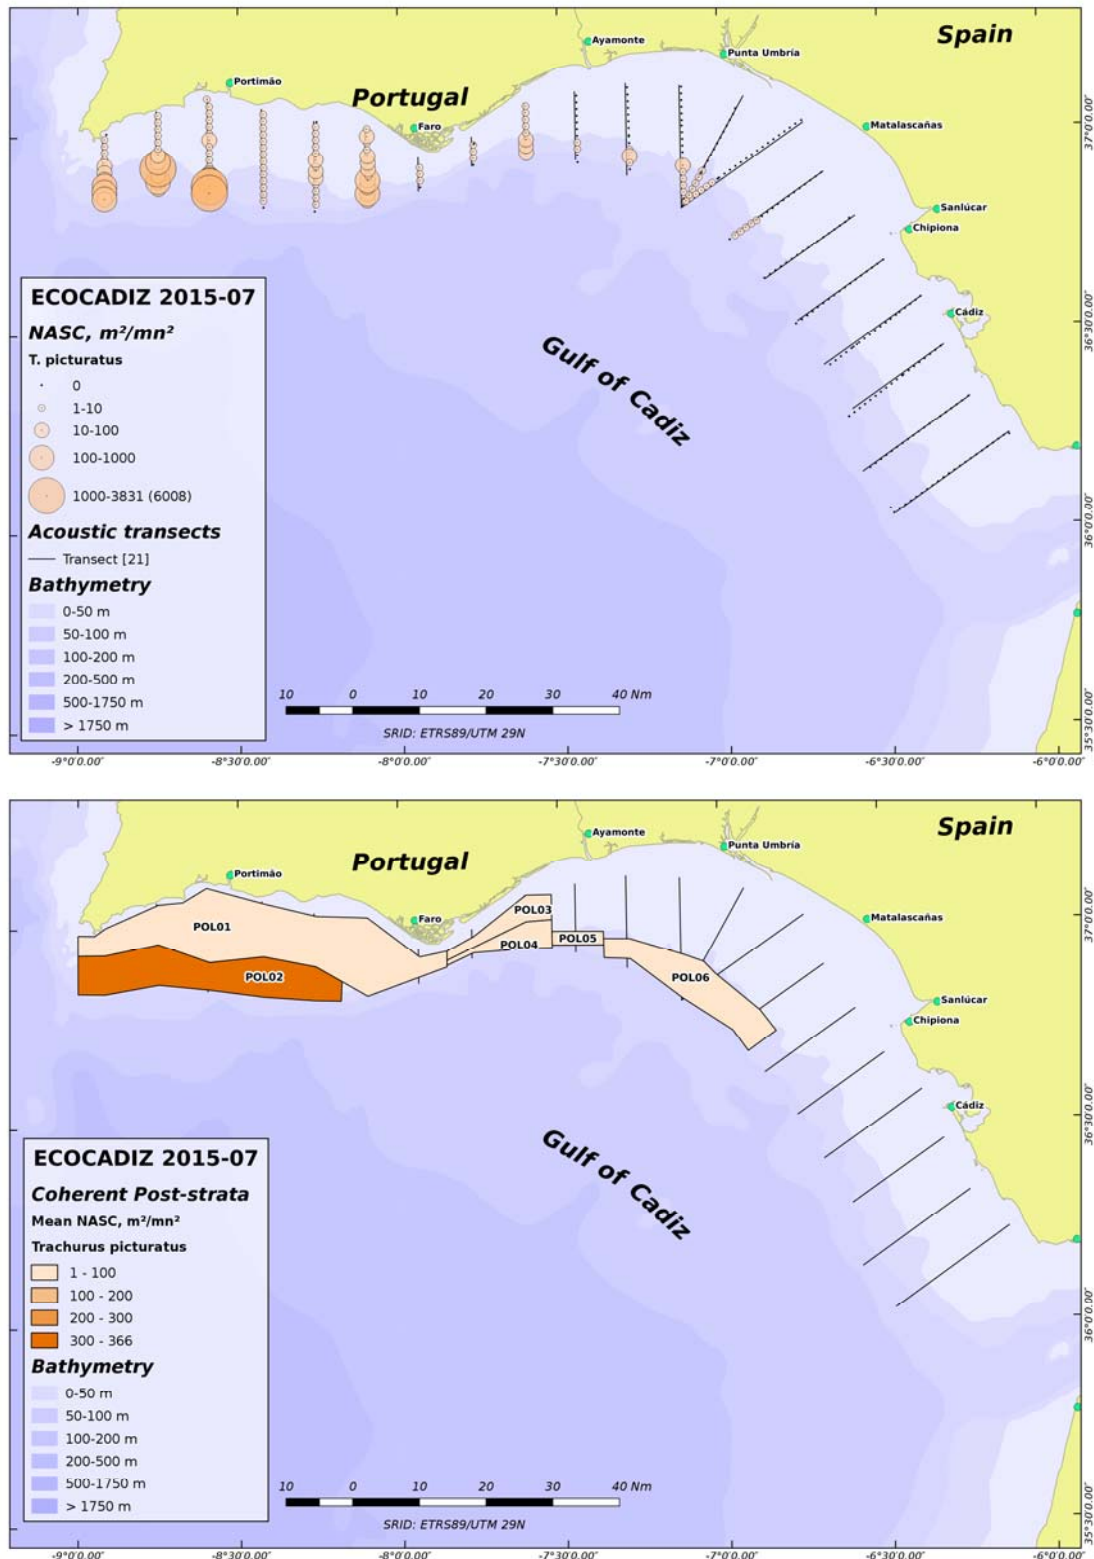 Spain
Ayamonte
Punta Umbría
Portimão
Portugal
Faro
Matalascañas
Sanlúcar
Chipiona
Cádiz
Gulf of Cadiz
ECOCADIZ 2015-07
NASC, m²/mn²
T. picturatus
0
1-10
10-100
100-1000
1000-3831 (6008)
Acoustic transects
Transect [21]
Bathymetry
0-50 m
50-100 m
100-200 m
200-500 m
500-1750 m
> 1750 m
10 0 10 20 30 40 Nm
SRID: ETRS89/UTM 29N
37°0'0.00"
36°30'0.00"
36°0'0.00"
35°30'0.00"
-9°0'0.00" -8°30'0.00" -8°0'0.00" -7°30'0.00" -7°0'0.00" -6°30'0.00" -6°0'0.00"
Spain
Ayamonte
Punta Umbría
Portugal
Portimão
POL03
Faro
Matalascañas
POL01
POL05
POL04
POL02
POL06
Sanlúcar
Chipiona
Cádiz
Gulf of Cadiz
ECOCADIZ 2015-07
Coherent Post-strata
Mean NASC, m²/mn²
Trachurus picturatus
1 - 100
100 - 200
200 - 300
300 - 366
Bathymetry
0-50 m
50-100 m
100-200 m
200-500 m
500-1750 m
> 1750 m
10 0 10 20 30 40 Nm
SRID: ETRS89/UTM 29N
37°0'0.00"
36°30'0.00"
36°0'0.00"
35°30'0.00"
-9°0'0.00" -8°30'0.00" -8°0'0.00" -7°30'0.00" -7°0'0.00" -6°30'0.00" -6°0'0.00"